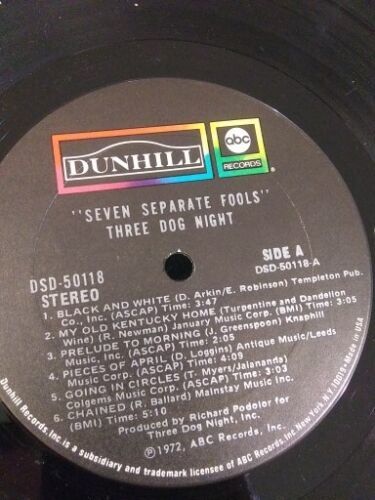 DUNHILL
abc
RECORDS
"SEVEN SEPARATE FOOLS"
THREE DOG NIGHT
DSD-50118
STEREO
SIDE A
DSD-50118-A
1. BLACK AND WHITE (D. Arkin/E. Robinson) Templeton Pub.
Co., Inc. (ASCAP) Time: 3:47
2. MY OLD KENTUCKY HOME (Turpentine and Dandelion
Wine) (R. Newman) January Music Corp. (BMI) Time: 3:05
3. PRELUDE TO MORNING (J. Greenspoon) Knaphill
Music, Inc. (ASCAP) Time: 2:05
4. PIECES OF APRIL (D. Loggins) Antique Music/Leeds
Music Corp. (ASCAP) Time: 4:09
5. GOING IN CIRCLES (T. Myers/Jaiananda)
Colgems Music Corp. (ASCAP) Time: 3:03
6. CHAINED (R. Ballard) Mainstay Music Inc.
(BMI) Time: 5:10
Produced by Richard Podolor for
Three Dog Night, Inc.
©1972, ABC Records, Inc.
Dunhill Records, Inc. is a subsidiary and trademark licensee of ABC Records, Inc. New York, N.Y. 10019 • Made in USA